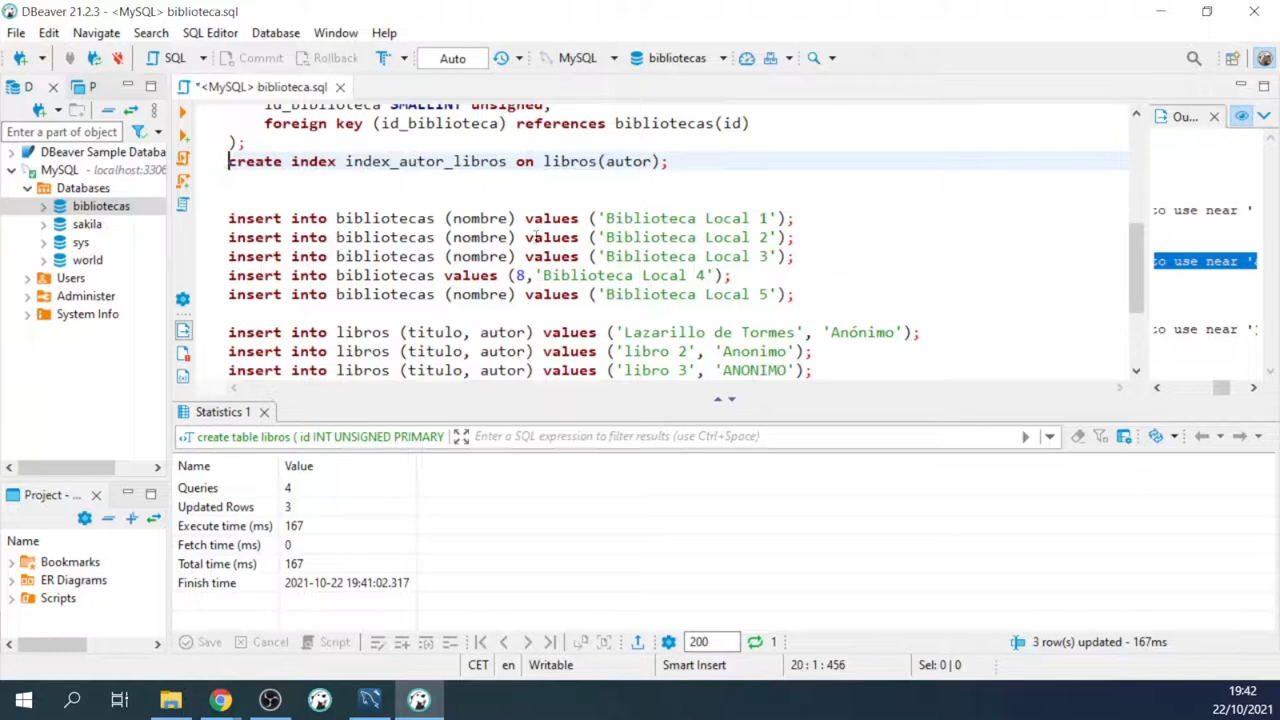 DBeaver 21.2.3 - <MySQL> biblioteca.sql
File Edit Navigate Search SQL Editor Database Window Help
SQL Commit Rollback Auto MySQL bibliotecas
D P
*<MySQL> biblioteca.sql
Ou...
Enter a part of object
DBeaver Sample Databa
MySQL - localhost:3306
Databases
bibliotecas
sakila
sys
world
Users
Administer
System Info
id_biblioteca SMALLINT unsigned,
foreign key (id_biblioteca) references bibliotecas(id)
);
create index index_autor_libros on libros(autor);
insert into bibliotecas (nombre) values ('Biblioteca Local 1');
insert into bibliotecas (nombre) values ('Biblioteca Local 2');
insert into bibliotecas (nombre) values ('Biblioteca Local 3');
insert into bibliotecas values (8,'Biblioteca Local 4');
insert into bibliotecas (nombre) values ('Biblioteca Local 5');
insert into libros (titulo, autor) values ('Lazarillo de Tormes', 'Anónimo');
insert into libros (titulo, autor) values ('libro 2', 'Anonimo');
insert into libros (titulo, autor) values ('libro 3', 'ANONIMO');
to use near '
to use near '
to use near '
Statistics 1
create table libros ( id INT UNSIGNED PRIMARY
Enter a SQL expression to filter results (use Ctrl+Space)
Name Value
Queries 4
Updated Rows 3
Execute time (ms) 167
Fetch time (ms) 0
Total time (ms) 167
Finish time 2021-10-22 19:41:02.317
Project - ...
Name
Bookmarks
ER Diagrams
Scripts
Save Cancel Script 200 1 3 row(s) updated - 167ms
CET en Writable Smart Insert 20 : 1 : 456 Sel: 0 | 0
19:42
22/10/2021